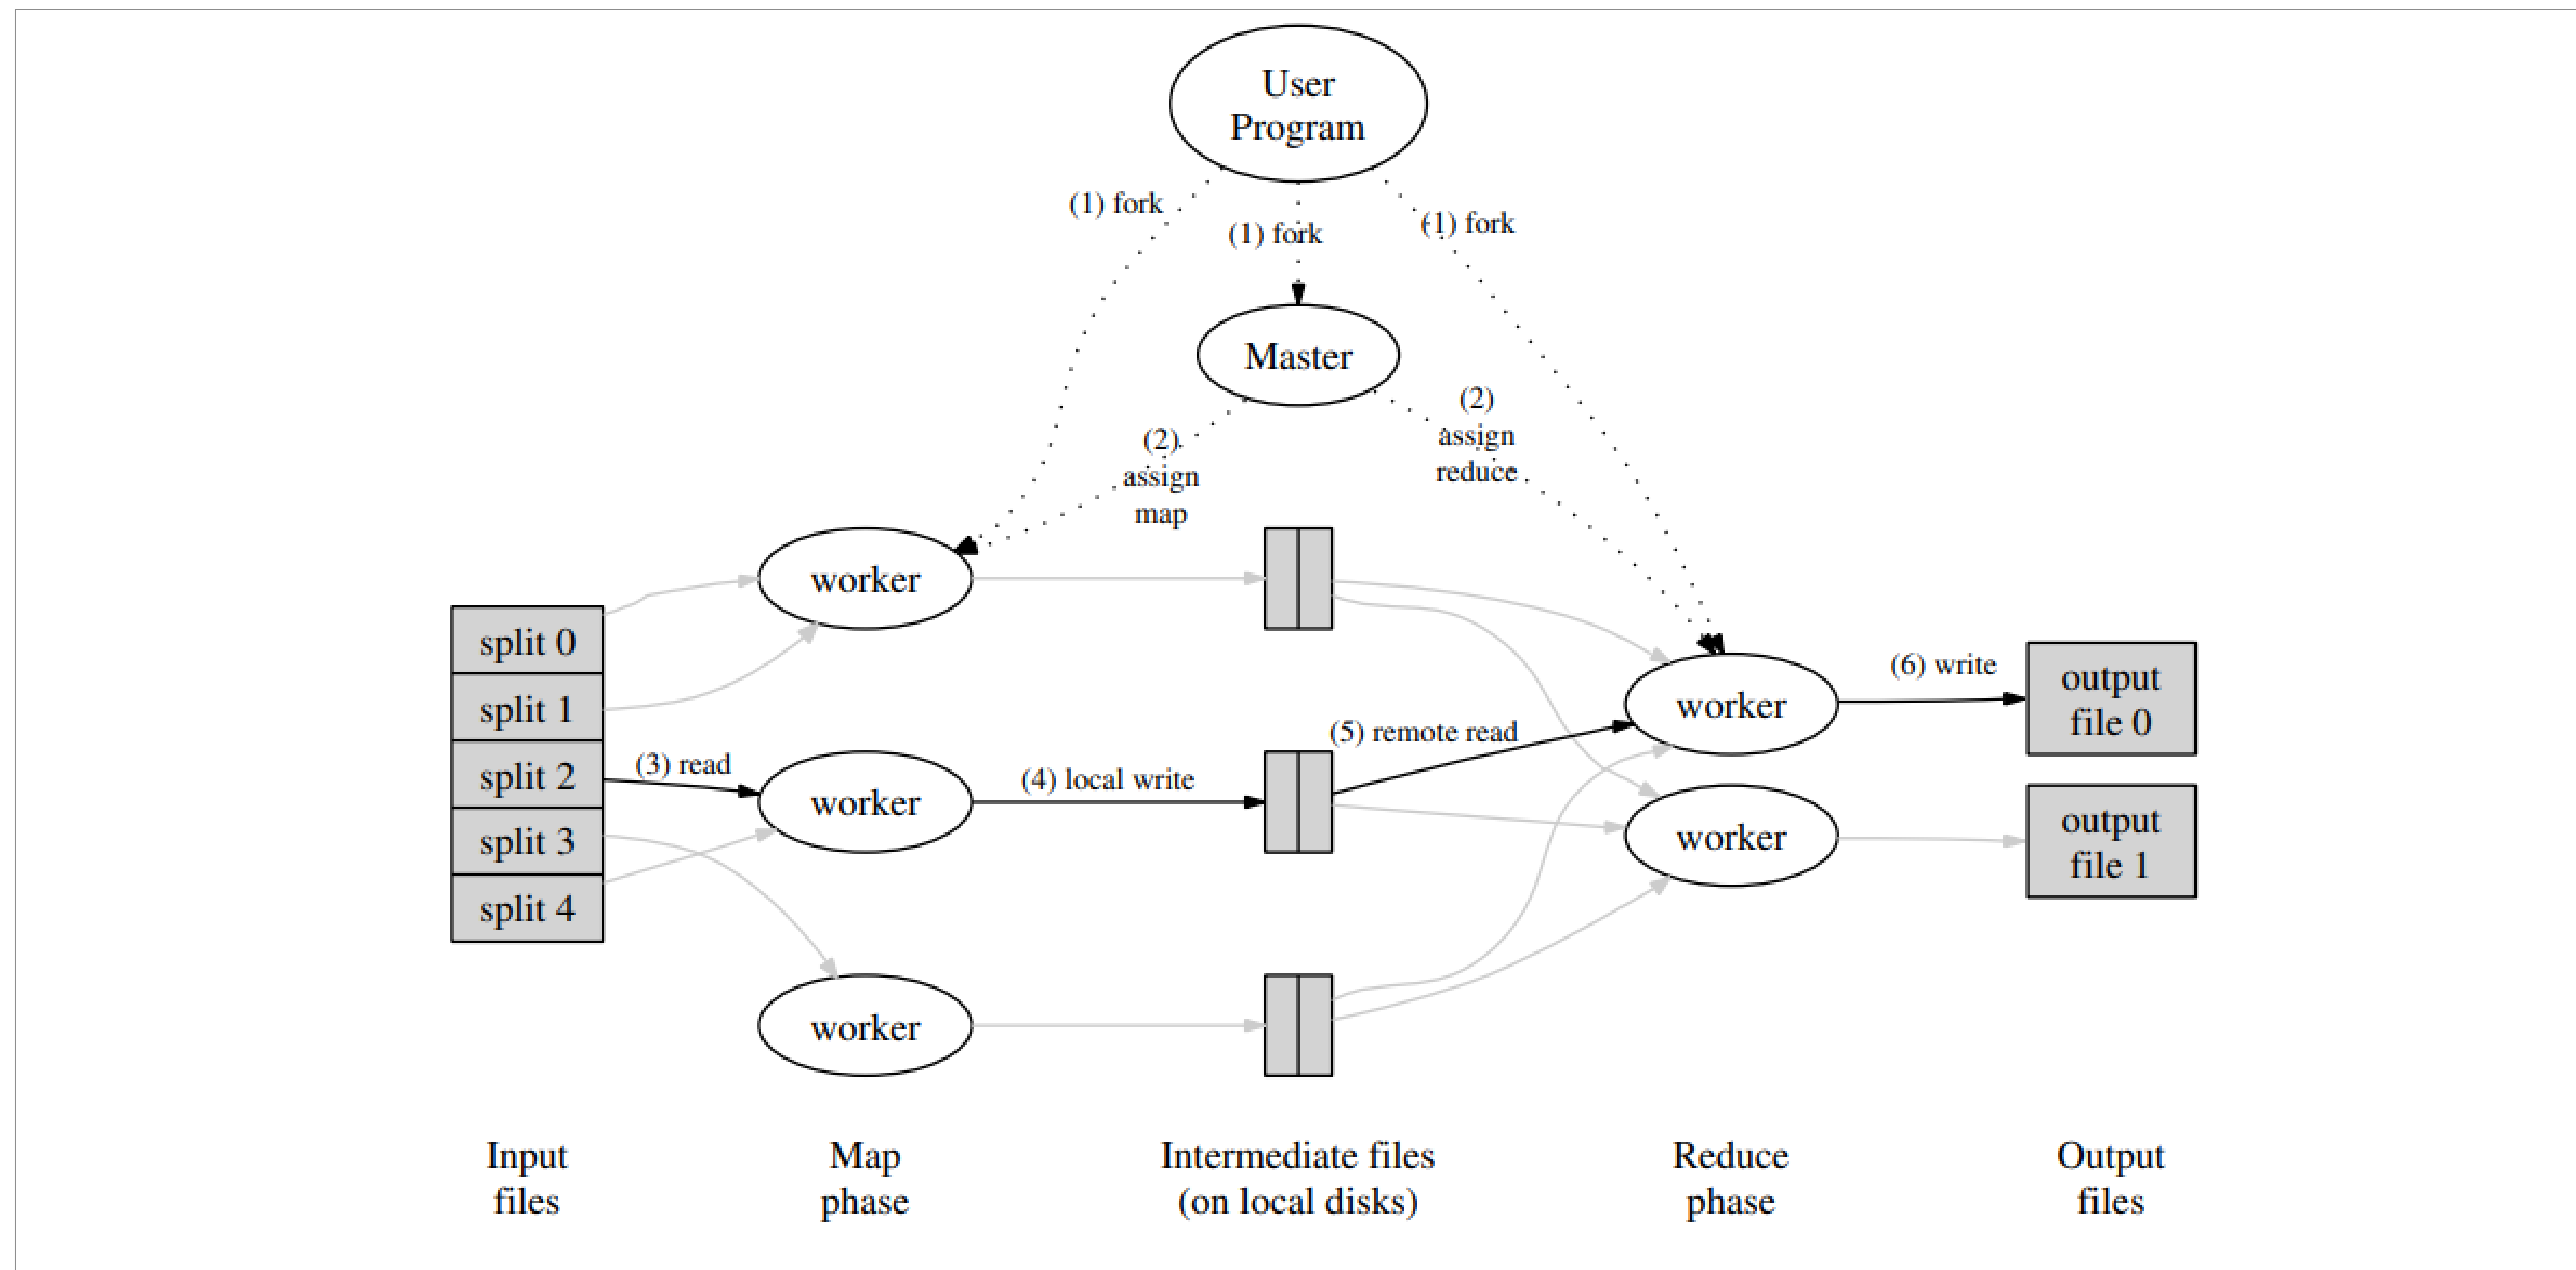 User
Program
(1) fork
(1) fork
(1) fork
Master
(2)
assign
map
(2)
assign
reduce
split 0
split 1
split 2
split 3
split 4
(3) read
worker
worker
worker
(4) local write
(5) remote read
worker
worker
(6) write
output
file 0
output
file 1
Input
files
Map
phase
Intermediate files
(on local disks)
Reduce
phase
Output
files